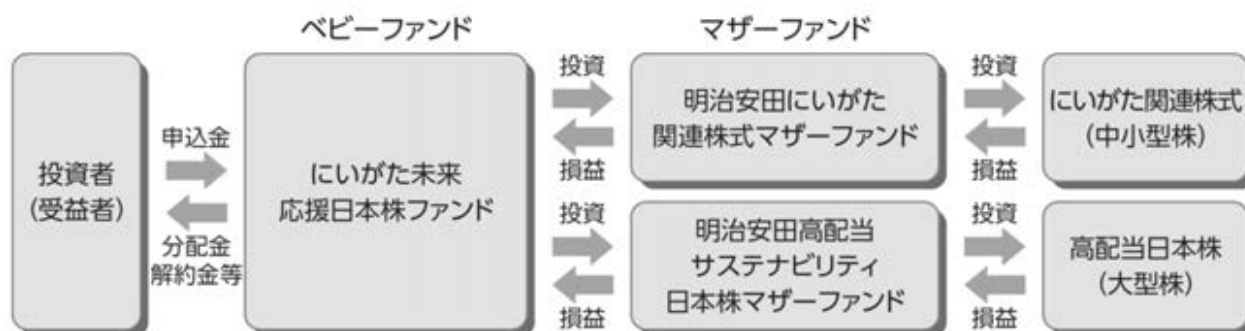 ベビーファンド
マザーファンド
投資者
(受益者)
申込金
分配金
解約金等
にいがた未来
応援日本株ファンド
投資
損益
明治安田にいがた
関連株式マザーファンド
投資
損益
にいがた関連株式
(中小型株)
投資
損益
明治安田高配当
サステナビリティ
日本株マザーファンド
投資
損益
高配当日本株
(大型株)